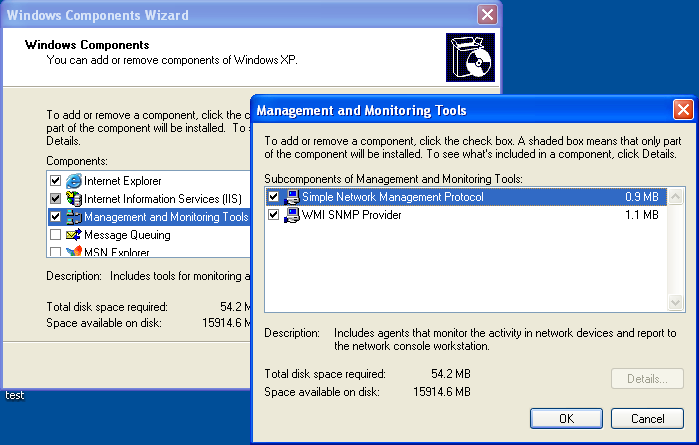 Windows Components Wizard
Windows Components
You can add or remove components of Windows XP.
To add or remove a component, click the c
part of the component will be installed. To s
Details.
Components:
Internet Explorer
Internet Information Services (IIS)
Management and Monitoring Tools
Message Queuing
MSN Explorer
Description: Includes tools for monitoring a
Total disk space required: 54.2 M
Space available on disk: 15914.6 M
test
Management and Monitoring Tools
To add or remove a component, click the check box. A shaded box means that only part
of the component will be installed. To see what's included in a component, click Details.
Subcomponents of Management and Monitoring Tools:
Simple Network Management Protocol 0.9 MB
WMI SNMP Provider 1.1 MB
Description: Includes agents that monitor the activity in network devices and report to
the network console workstation.
Total disk space required: 54.2 MB
Space available on disk: 15914.6 MB
Details...
OK
Cancel